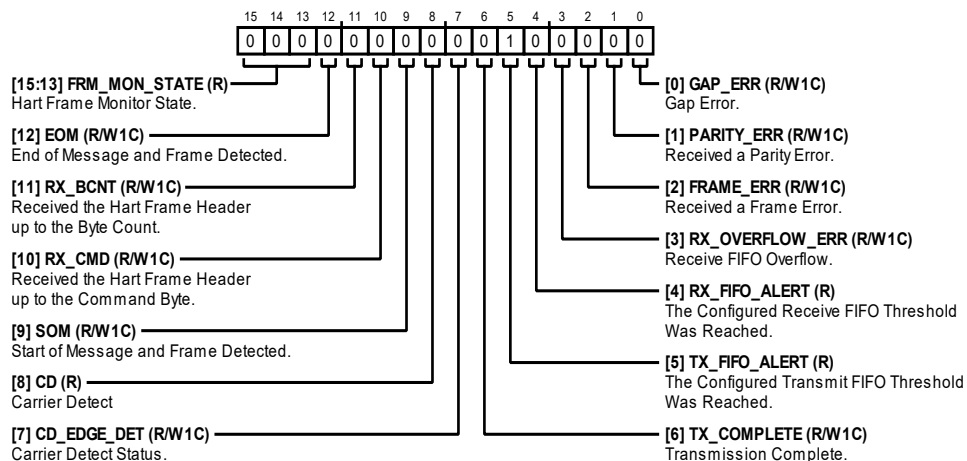 15 14 13 12 11 10 9 8 7 6 5 4 3 2 1 0
0 0 0 0 0 0 0 0 0 0 1 0 0 0 0 0
[15:13] FRM_MON_STATE (R)
Hart Frame Monitor State.
[12] EOM (R/W1C)
End of Message and Frame Detected.
[11] RX_BCNT (R/W1C)
Received the Hart Frame Header
up to the Byte Count.
[10] RX_CMD (R/W1C)
Received the Hart Frame Header
up to the Command Byte.
[9] SOM (R/W1C)
Start of Message and Frame Detected.
[8] CD (R)
Carrier Detect
[7] CD_EDGE_DET (R/W1C)
Carrier Detect Status.
[0] GAP_ERR (R/W1C)
Gap Error.
[1] PARITY_ERR (R/W1C)
Received a Parity Error.
[2] FRAME_ERR (R/W1C)
Received a Frame Error.
[3] RX_OVERFLOW_ERR (R/W1C)
Receive FIFO Overflow.
[4] RX_FIFO_ALERT (R)
The Configured Receive FIFO Threshold
Was Reached.
[5] TX_FIFO_ALERT (R)
The Configured Transmit FIFO Threshold
Was Reached.
[6] TX_COMPLETE (R/W1C)
Transmission Complete.